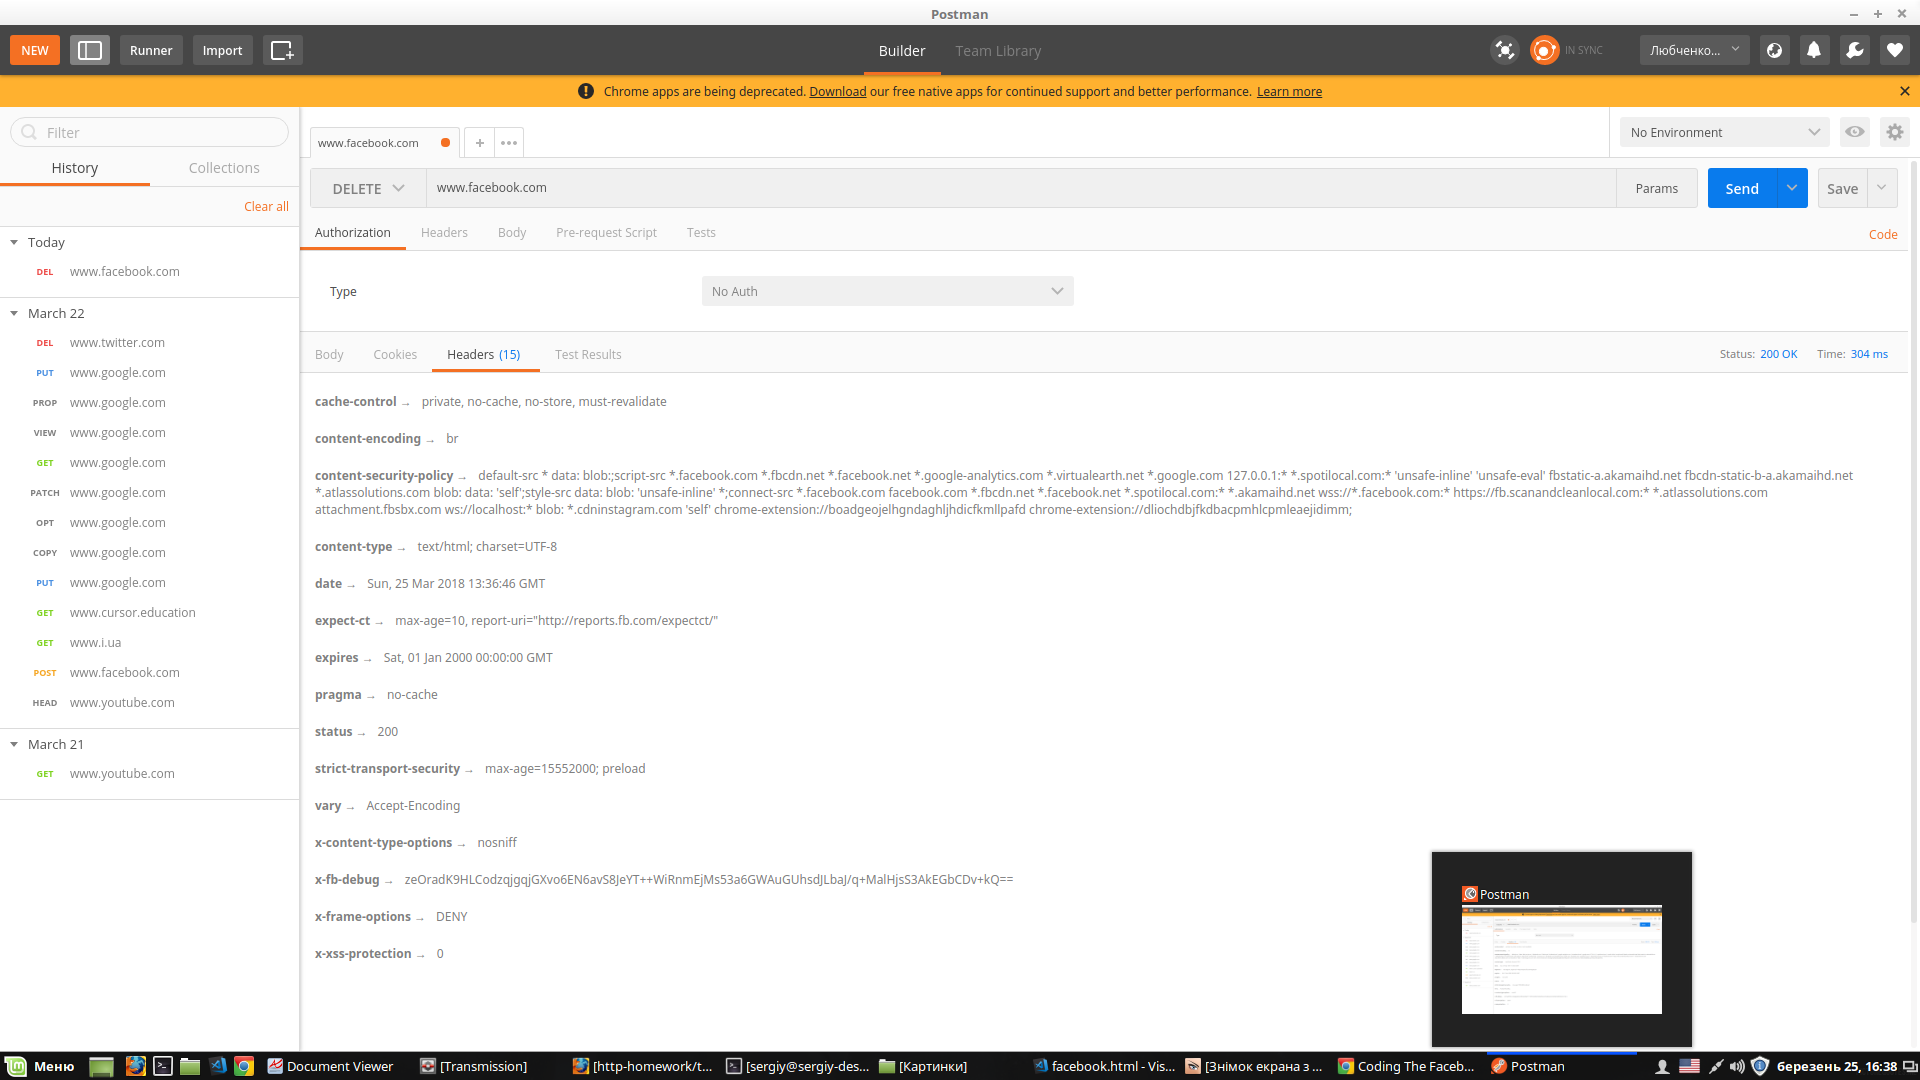 Postman
NEW
Runner
Import
Builder
Team Library
IN SYNC
Любченко...
Chrome apps are being deprecated. Download our free native apps for continued support and better performance. Learn more
Filter
History
Collections
Clear all
Today
DEL www.facebook.com
March 22
DEL www.twitter.com
PUT www.google.com
PROP www.google.com
VIEW www.google.com
GET www.google.com
PATCH www.google.com
OPT www.google.com
COPY www.google.com
PUT www.google.com
GET www.cursor.education
GET www.i.ua
POST www.facebook.com
HEAD www.youtube.com
March 21
GET www.youtube.com
www.facebook.com
No Environment
DELETE
www.facebook.com
Params
Send
Save
Authorization
Headers
Body
Pre-request Script
Tests
Code
Type
No Auth
Body
Cookies
Headers (15)
Test Results
Status: 200 OK
Time: 304 ms
cache-control → private, no-cache, no-store, must-revalidate
content-encoding → br
content-security-policy → default-src * data: blob:;script-src *.facebook.com *.fbcdn.net *.facebook.net *.google-analytics.com *.virtualearth.net *.google.com 127.0.0.1:* *.spotilocal.com:* 'unsafe-inline' 'unsafe-eval' fbstatic-a.akamaihd.net fbcdn-static-b-a.akamaihd.net
*.atlassolutions.com blob: data: 'self';style-src data: blob: 'unsafe-inline' *;connect-src *.facebook.com facebook.com *.fbcdn.net *.facebook.net *.spotilocal.com:* *.akamaihd.net wss://*.facebook.com:* https://fb.scanandcleanlocal.com:* *.atlassolutions.com
attachment.fbsbx.com ws://localhost:* blob: *.cdninstagram.com 'self' chrome-extension://boadgeojelhgndaghljhdicfkmllpafd chrome-extension://dliochdbjfkdbacpmhlcpmleaejidimm;
content-type → text/html; charset=UTF-8
date → Sun, 25 Mar 2018 13:36:46 GMT
expect-ct → max-age=10, report-uri="http://reports.fb.com/expectct/"
expires → Sat, 01 Jan 2000 00:00:00 GMT
pragma → no-cache
status → 200
strict-transport-security → max-age=15552000; preload
vary → Accept-Encoding
x-content-type-options → nosniff
x-fb-debug → zeOradK9HLCodzqjgqjGXvo6EN6avS8JeYT++WiRnmEjMs53a6GWAuGUhsdJLbaJ/q+MalHjsS3AkEGbCDv+kQ==
x-frame-options → DENY
x-xss-protection → 0
Postman
Меню
Document Viewer
[Transmission]
[http-homework/t...
[sergiy@sergiy-des...
[Картинки]
facebook.html - Vis...
[Знімок екрана з ...
Coding The Faceb...
Postman
березень 25, 16:38